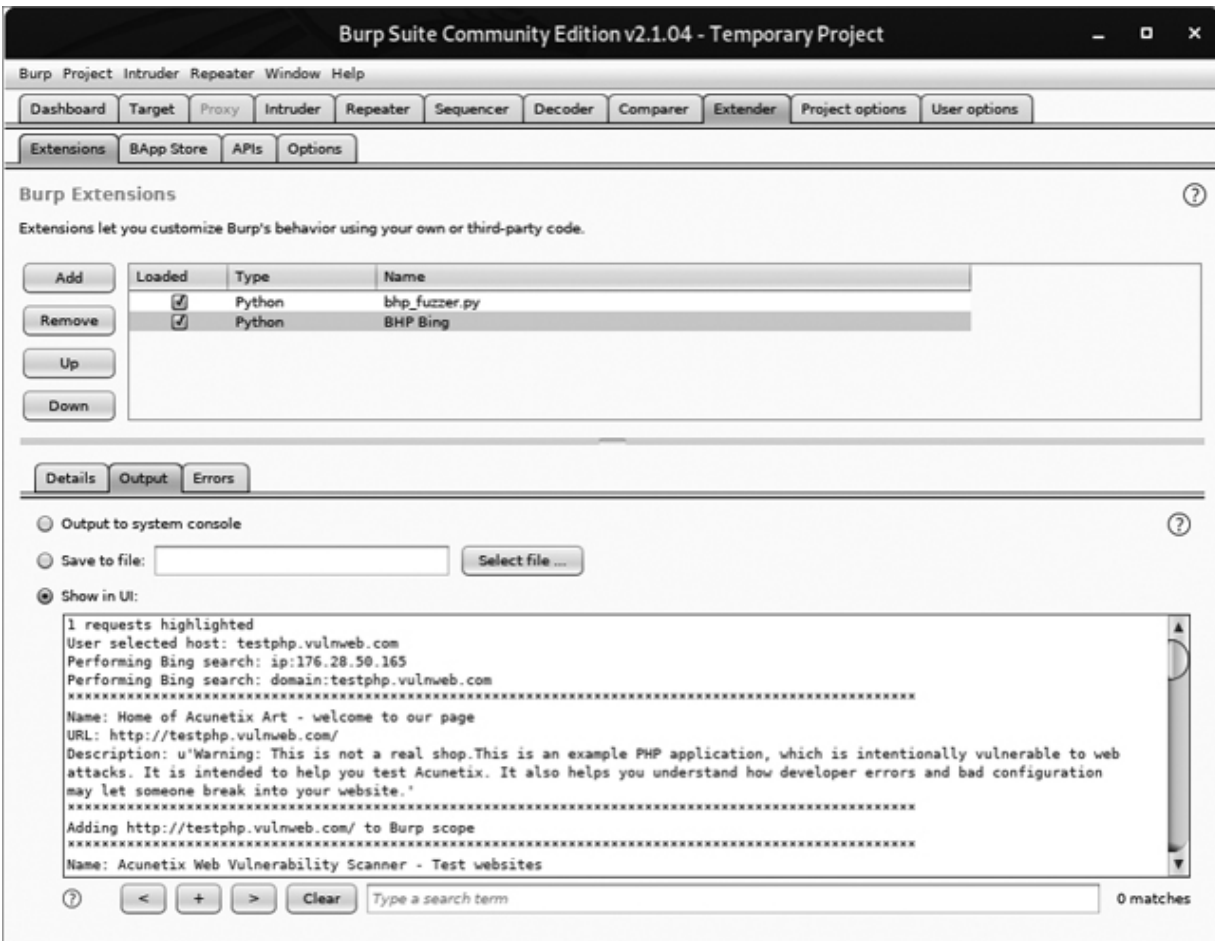 Burp Suite Community Edition v2.1.04 - Temporary Project
Burp Project Intruder Repeater Window Help
Dashboard Target Proxy Intruder Repeater Sequencer Decoder Comparer Extender Project options User options
Extensions BApp Store APIs Options
Burp Extensions
Extensions let you customize Burp's behavior using your own or third-party code.
Add
Remove
Up
Down
Loaded Type Name
Python bhp_fuzzer.py
Python BHP Bing
Details Output Errors
Output to system console
Save to file: Select file ...
Show in UI:
1 requests highlighted
User selected host: testphp.vulnweb.com
Performing Bing search: ip:176.28.50.165
Performing Bing search: domain:testphp.vulnweb.com
****************************************************************************************************
Name: Home of Acunetix Art - welcome to our page
URL: http://testphp.vulnweb.com/
Description: u'Warning: This is not a real shop.This is an example PHP application, which is intentionally vulnerable to web
attacks. It is intended to help you test Acunetix. It also helps you understand how developer errors and bad configuration
may let someone break into your website.'
****************************************************************************************************
Adding http://testphp.vulnweb.com/ to Burp scope
****************************************************************************************************
Name: Acunetix Web Vulnerability Scanner - Test websites
? < + > Clear Type a search term 0 matches